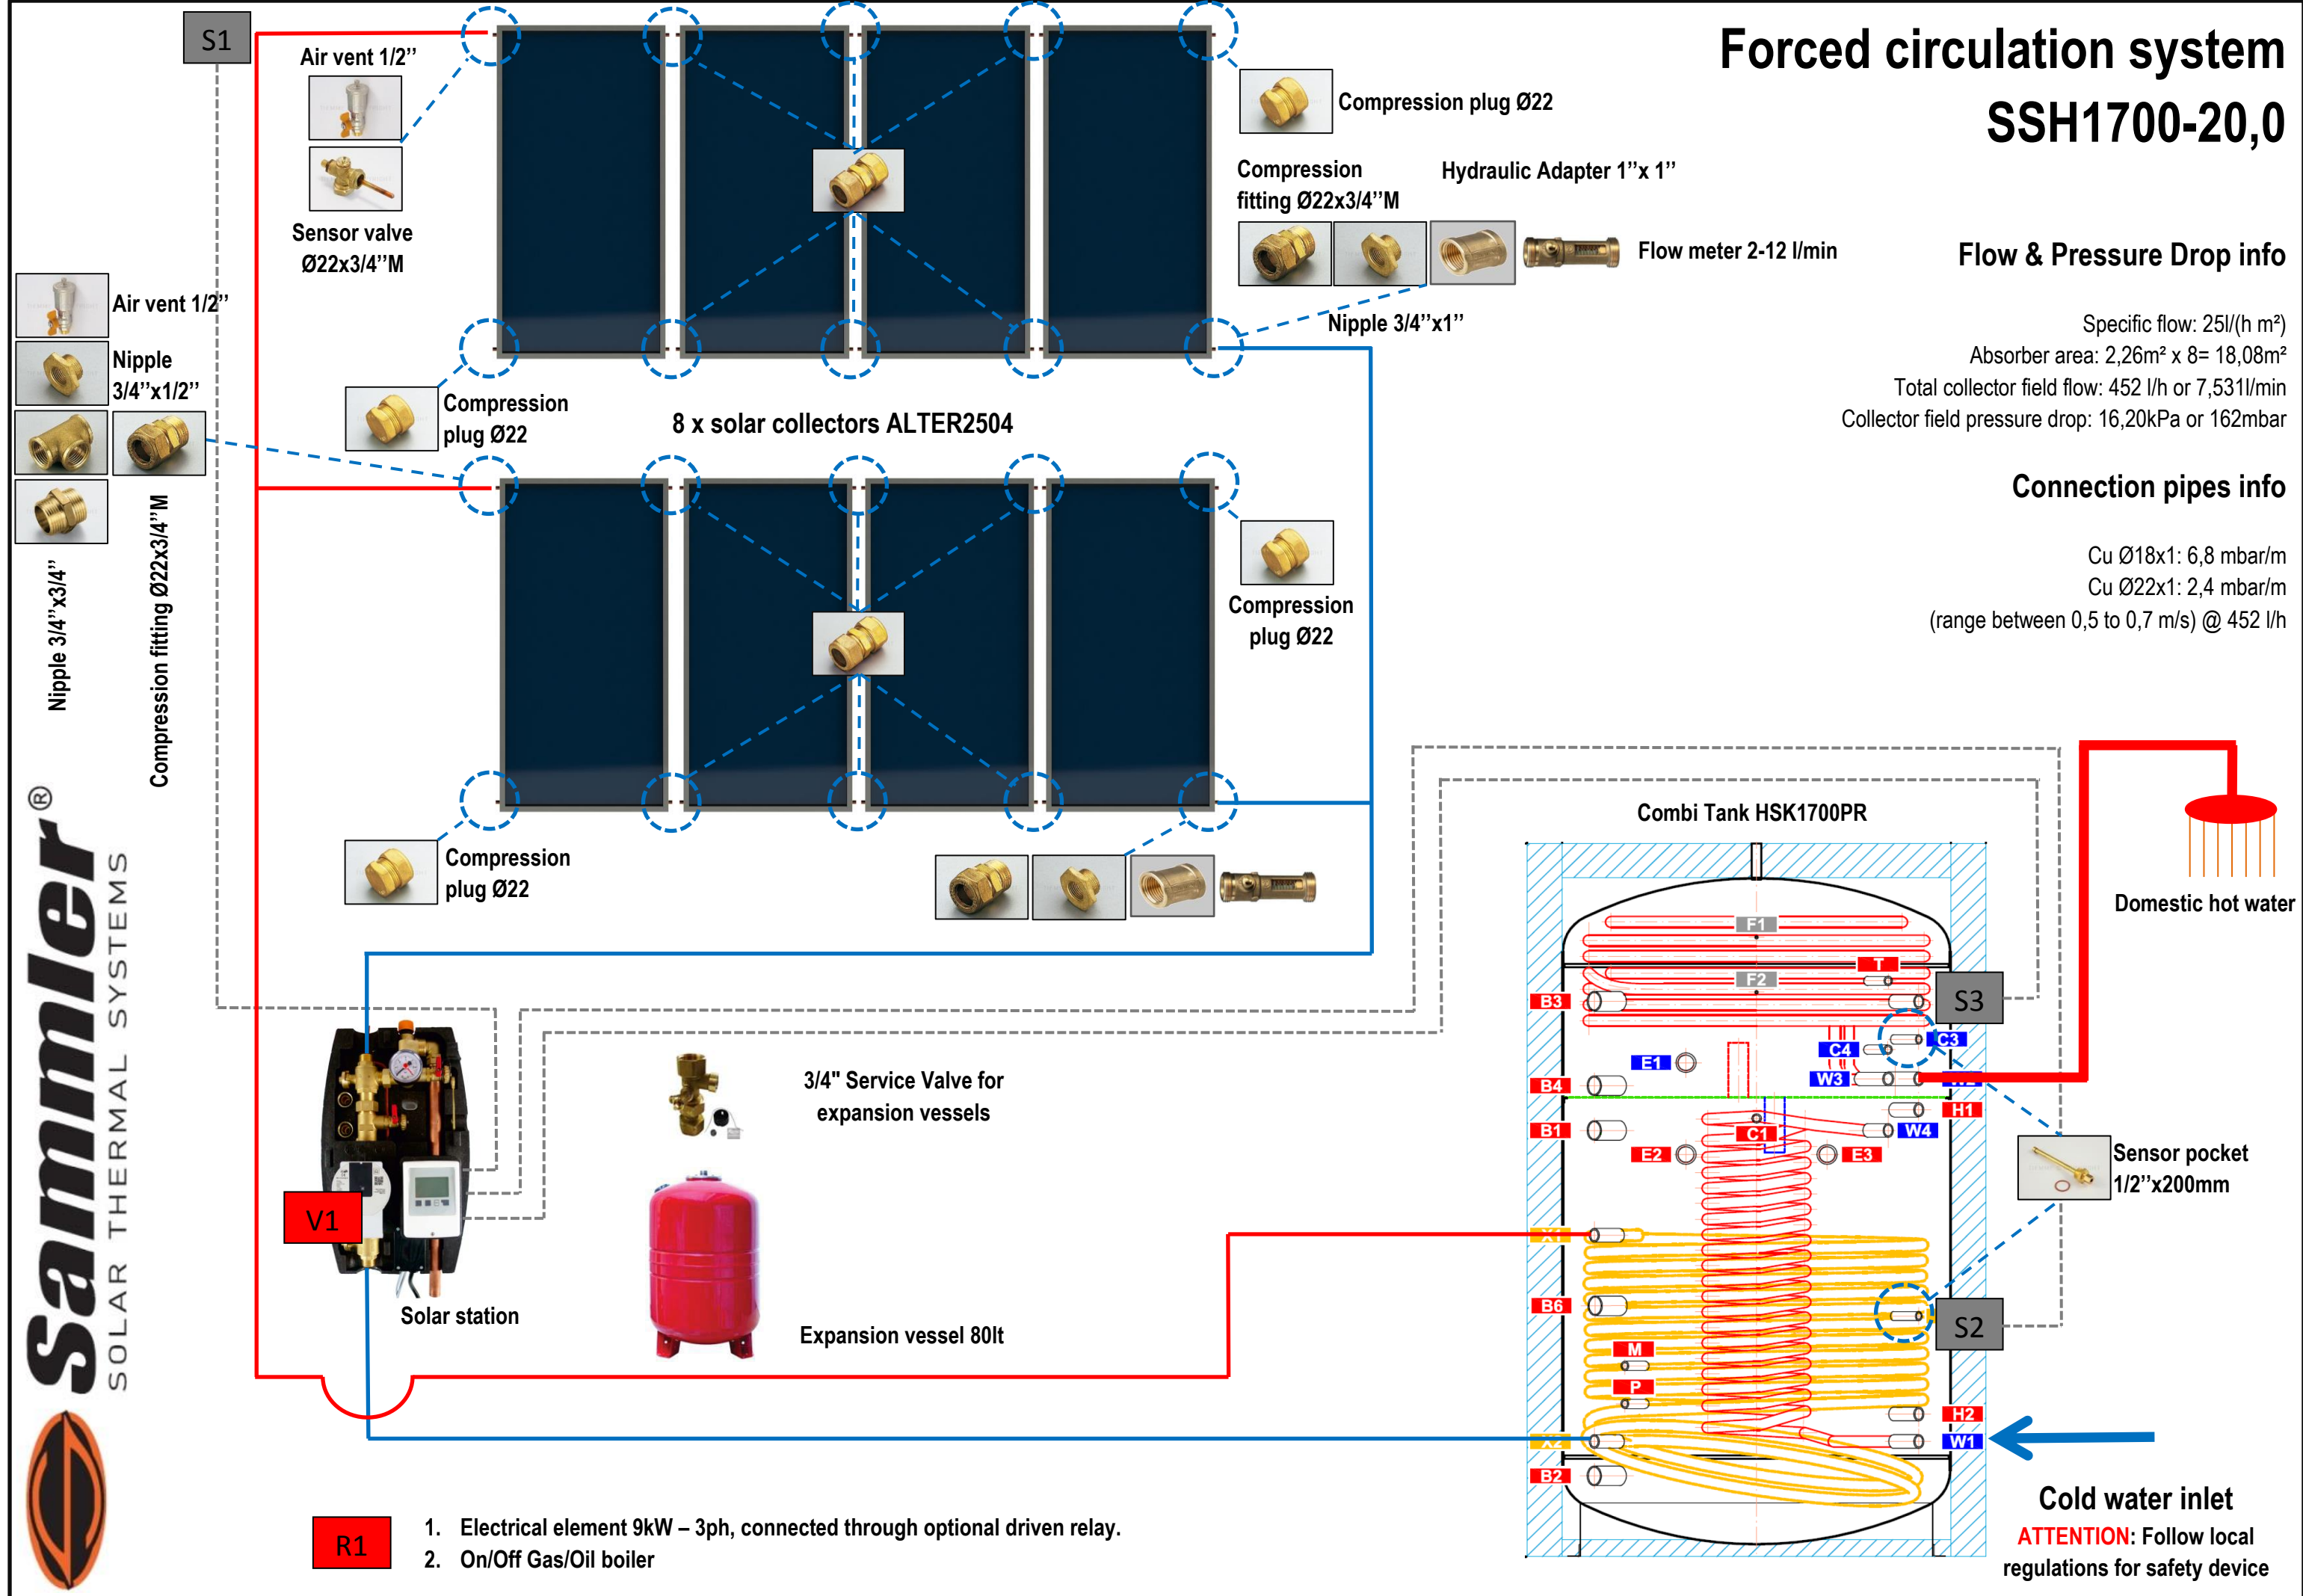 Forced circulation system
SSH1700-20,0
S1
Air vent 1/2’’
Sensor valve
Ø22x3/4’’M
Compression plug Ø22
Compression
fitting Ø22x3/4’’M
Hydraulic Adapter 1’’x 1’’
Flow meter 2-12 l/min
Nipple 3/4’’x1’’
Flow & Pressure Drop info
Specific flow: 25l/(h m²)
Absorber area: 2,26m² x 8= 18,08m²
Total collector field flow: 452 l/h or 7,531l/min
Collector field pressure drop: 16,20kPa or 162mbar
Connection pipes info
Cu Ø18x1: 6,8 mbar/m
Cu Ø22x1: 2,4 mbar/m
(range between 0,5 to 0,7 m/s) @ 452 l/h
Air vent 1/2’’
Nipple
3/4’’x1/2’’
Nipple 3/4’’x3/4’’
Compression fitting Ø22x3/4’’M
Compression
plug Ø22
8 x solar collectors ALTER2504
Compression
plug Ø22
Compression
plug Ø22
Sammler®
SOLAR THERMAL SYSTEMS
Combi Tank HSK1700PR
Domestic hot water
F1
T
F2
B3
S3
C3
C4
E1
W3
B4
H1
B1
C1
W4
E2
E3
Sensor pocket
1/2’’x200mm
X1
B6
S2
M
P
H2
X2
W1
B2
Cold water inlet
ATTENTION: Follow local
regulations for safety device
V1
Solar station
3/4" Service Valve for
expansion vessels
Expansion vessel 80lt
R1
1. Electrical element 9kW – 3ph, connected through optional driven relay.
2. On/Off Gas/Oil boiler